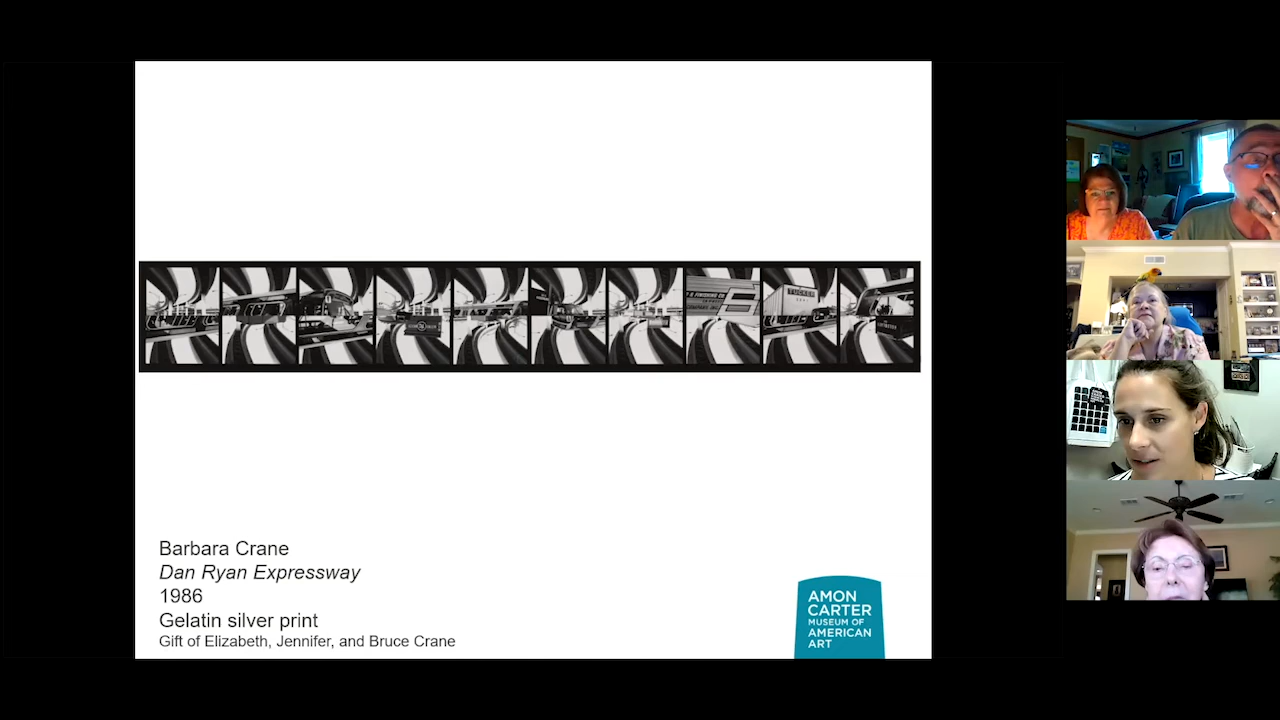 TUCKER
Barbara Crane
Dan Ryan Expressway
1986
Gelatin silver print
Gift of Elizabeth, Jennifer, and Bruce Crane
AMON
CARTER
MUSEUM OF
AMERICAN
ART